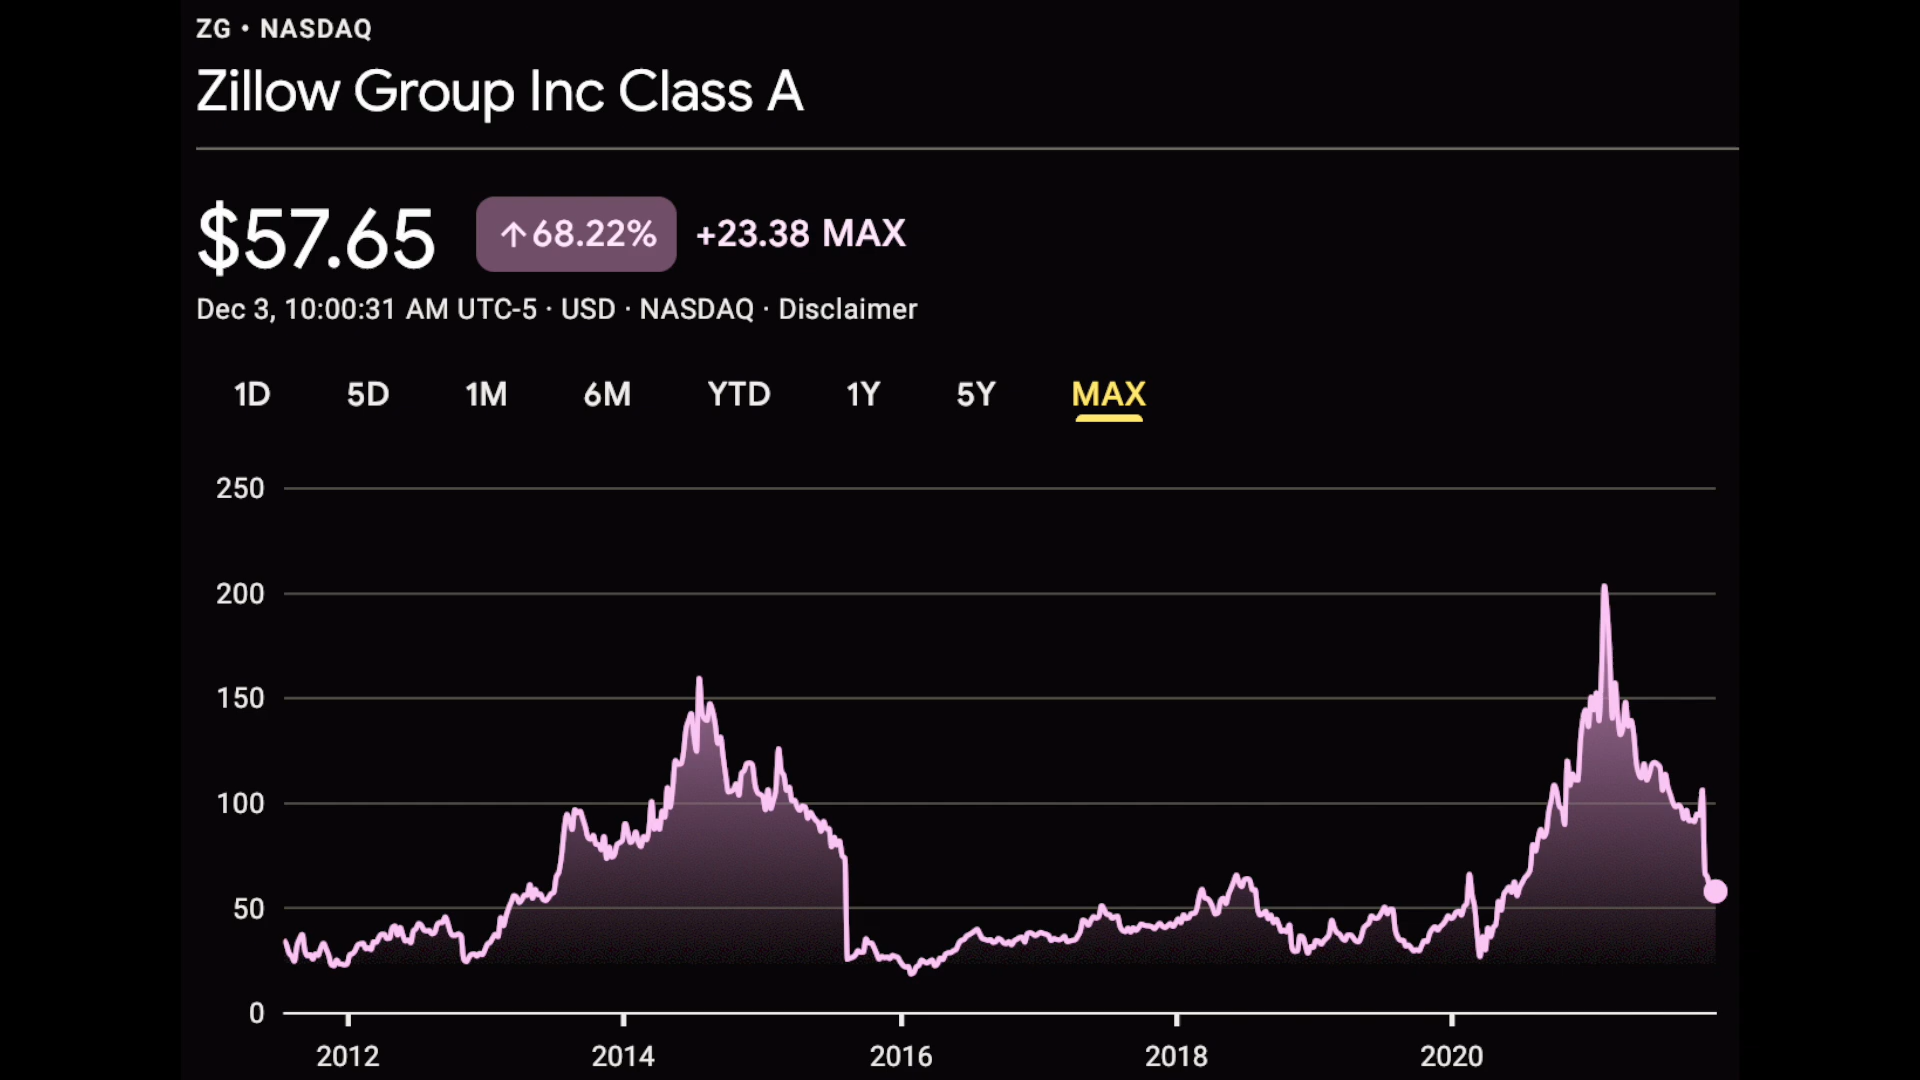 ZG • NASDAQ
Zillow Group Inc Class A
$57.65 ↑68.22% +23.38 MAX
Dec 3, 10:00:31 AM UTC-5 · USD · NASDAQ · Disclaimer
1D 5D 1M 6M YTD 1Y 5Y MAX
250
200
150
100
50
0
2012 2014 2016 2018 2020